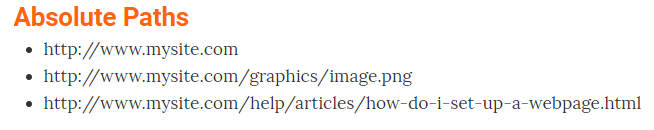 Absolute Paths
http://www.mysite.com
http://www.mysite.com/graphics/image.png
http://www.mysite.com/help/articles/how-do-i-set-up-a-webpage.html